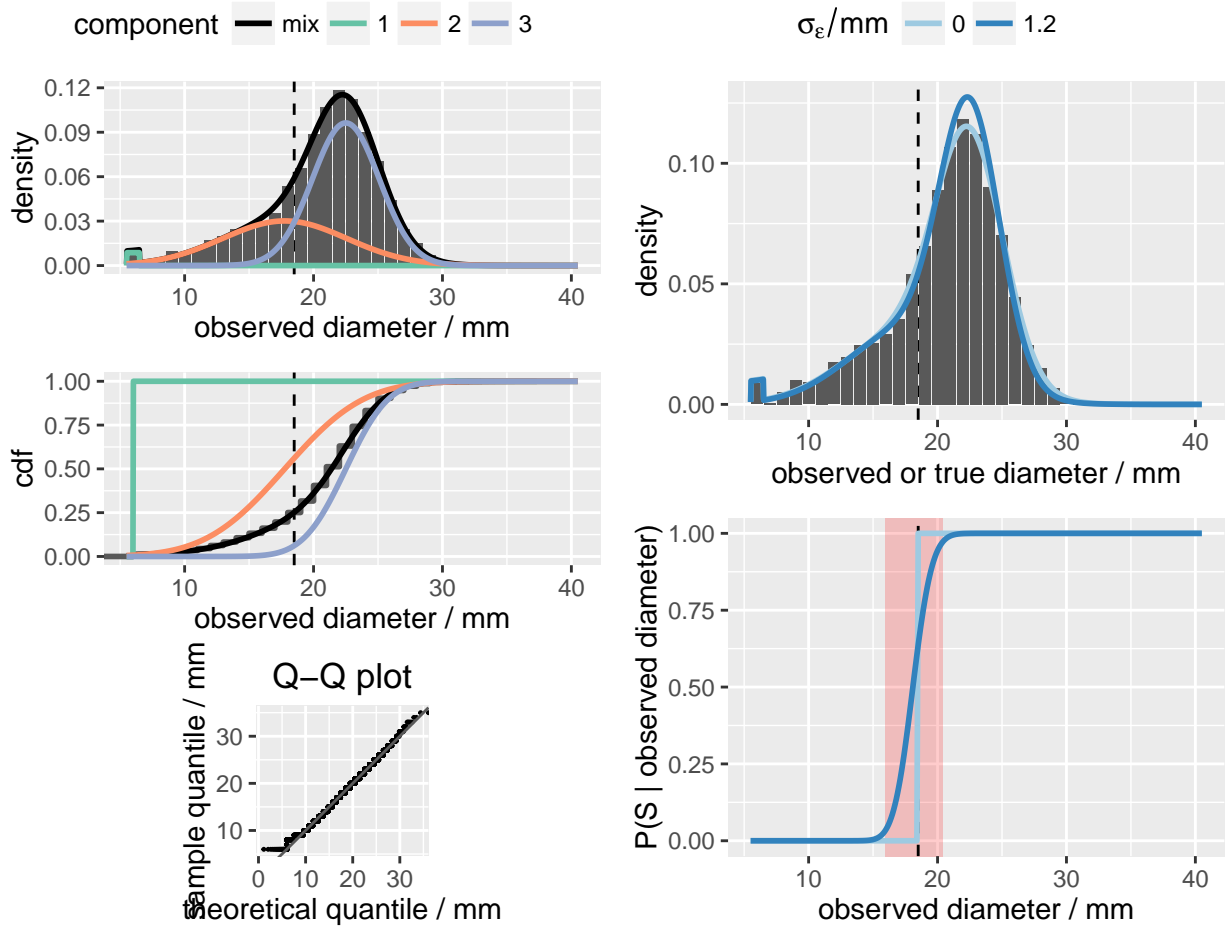 component mix 1 2 3
0.12
0.09
0.06
0.03
0.00
density
10 20 30 40
observed diameter / mm
1.00
0.75
0.50
0.25
0.00
cdf
10 20 30 40
observed diameter / mm
Q−Q plot
30
20
10
sample quantile / mm
0 10 20 30
theoretical quantile / mm
σε/mm 0 1.2
0.10
0.05
0.00
density
10 20 30 40
observed or true diameter / mm
1.00
0.75
0.50
0.25
0.00
P(S | observed diameter)
10 20 30 40
observed diameter / mm